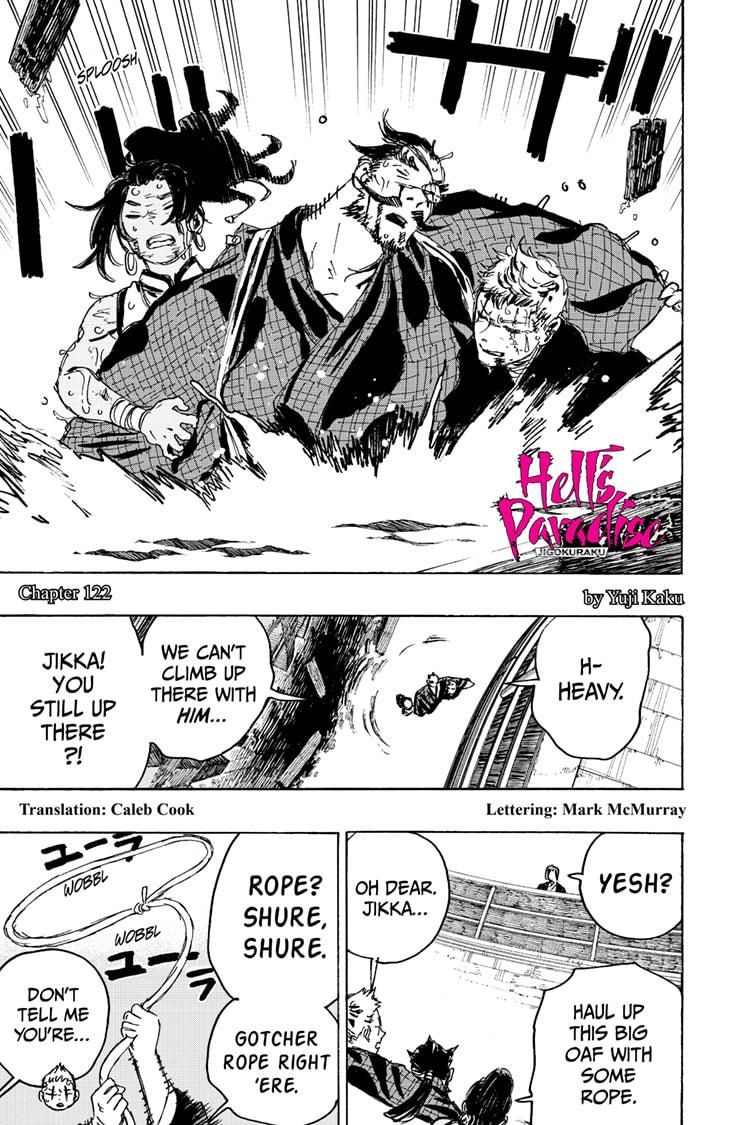 SPLOOSH
Hell's
Paradise
JIGOKURAKU
Chapter 122
by Yuji Kaku
H-
HEAVY.
WE CAN'T
CLIMB UP
THERE WITH
HIM...
JIKKA!
YOU
STILL UP
THERE
?!
Translation: Caleb Cook
Lettering: Mark McMurray
YESH?
OH DEAR.
JIKKA...
HAUL UP
THIS BIG
OAF WITH
SOME
ROPE.
ROPE?
SHURE,
SHURE.
GOTCHER
ROPE RIGHT
'ERE.
ユーラ
WOBBL
WOBBL
ユーラ
DON'T
TELL ME
YOU'RE...